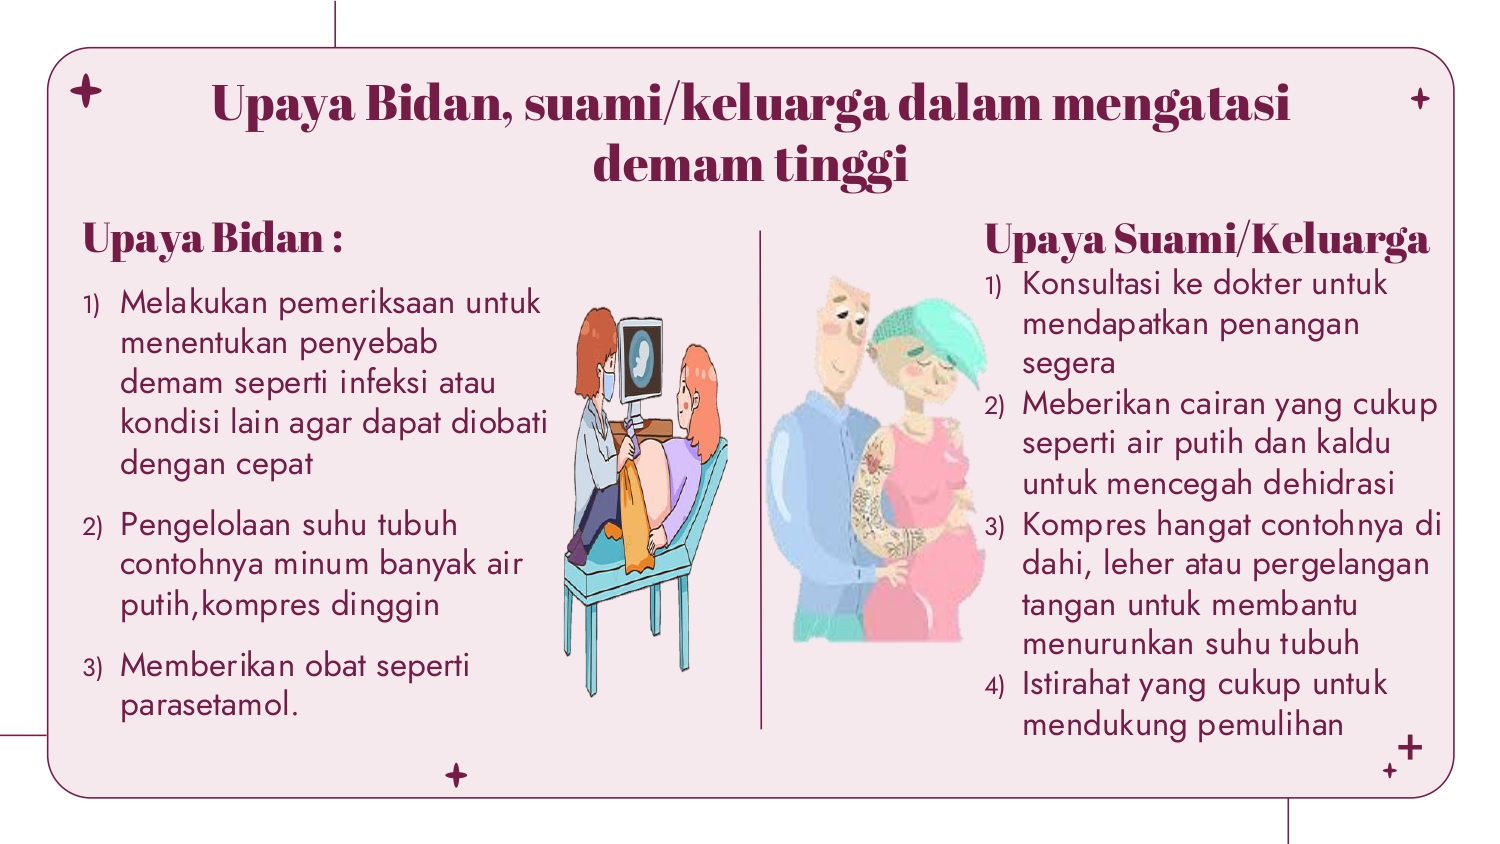 Upaya Bidan, suami/keluarga dalam mengatasi
demam tinggi
Upaya Bidan :
1) Melakukan pemeriksaan untuk
menentukan penyebab
demam seperti infeksi atau
kondisi lain agar dapat diobati
dengan cepat
2) Pengelolaan suhu tubuh
contohnya minum banyak air
putih,kompres dinggin
3) Memberikan obat seperti
parasetamol.
Upaya Suami/Keluarga
1) Konsultasi ke dokter untuk
mendapatkan penangan
segera
2) Meberikan cairan yang cukup
seperti air putih dan kaldu
untuk mencegah dehidrasi
3) Kompres hangat contohnya di
dahi, leher atau pergelangan
tangan untuk membantu
menurunkan suhu tubuh
4) Istirahat yang cukup untuk
mendukung pemulihan